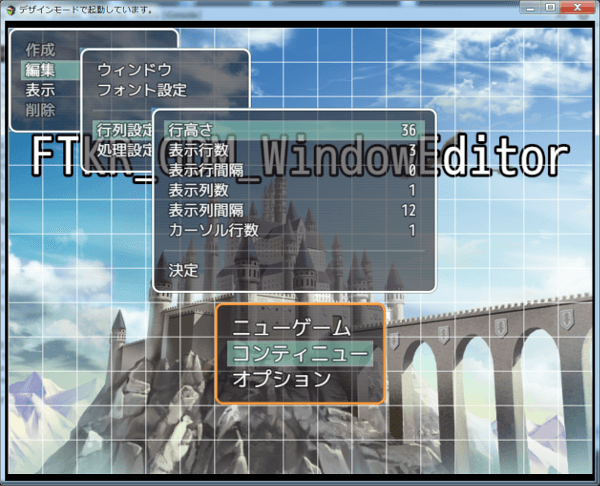 デザインモードで起動しています。
作成
編集
表示
削除
ウィンドウ
フォント設定
行列設定
処理設定
行高さ 36
表示行数 3
表示行間隔 0
表示列数 1
表示列間隔 12
カーソル行数 1
決定
WindowEditor
ニューゲーム
コンティニュー
オプション